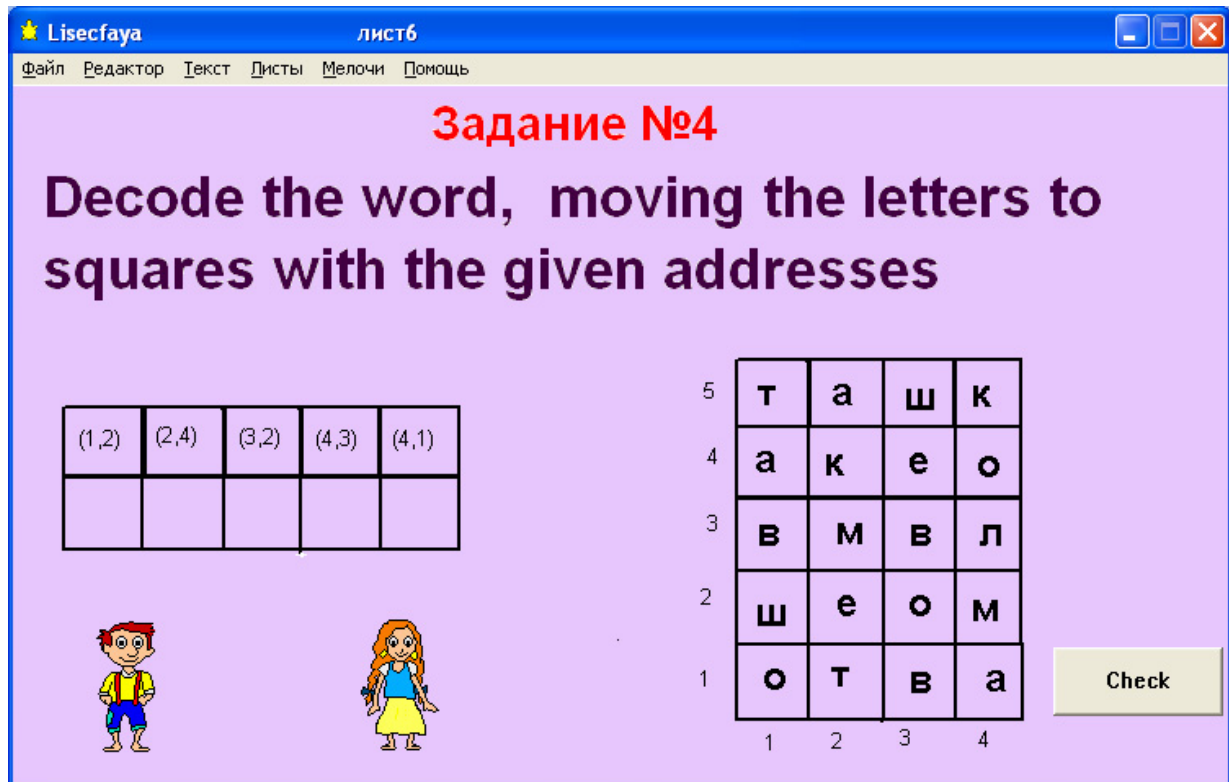 Lisecfaya лист6
Файл Редактор Текст Листы Мелочи Помощь
Задание №4
Decode the word, moving the letters to
squares with the given addresses
(1,2) (2,4) (3,2) (4,3) (4,1)
5 т а ш к
4 а к е о
3 в м в л
2 ш е о м
1 о т в а
1 2 3 4
Check